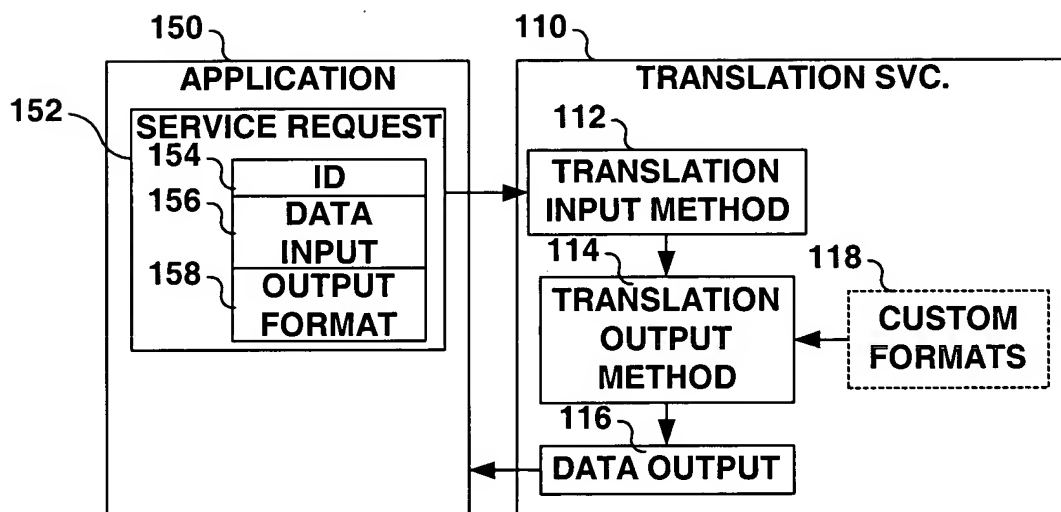 150
APPLICATION
152
SERVICE REQUEST
154
ID
156
DATA
INPUT
158
OUTPUT
FORMAT
110
TRANSLATION SVC.
112
TRANSLATION
INPUT METHOD
114
TRANSLATION
OUTPUT
METHOD
118
CUSTOM
FORMATS
116
DATA OUTPUT